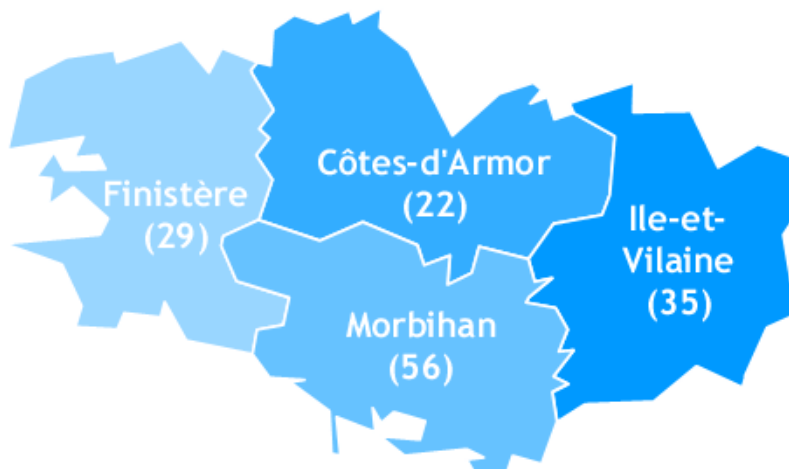 Finistère
(29)
Côtes-d'Armor
(22)
Ile-et-
Vilaine
(35)
Morbihan
(56)